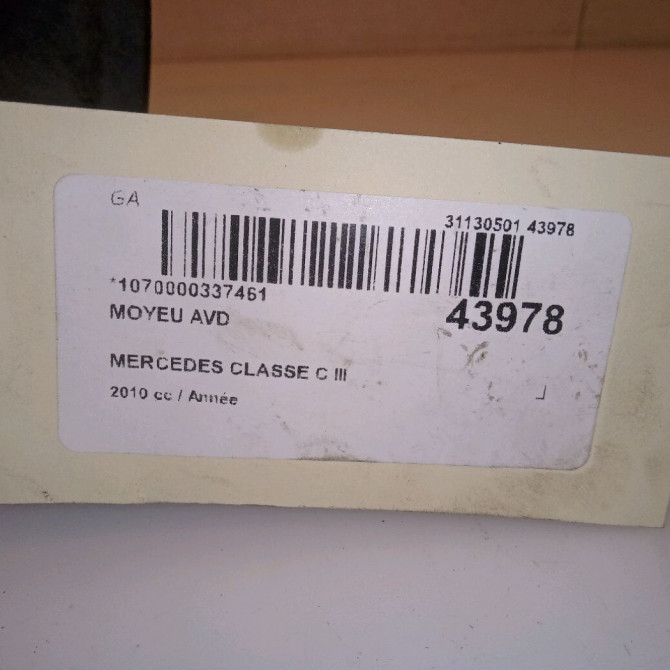 GA
31130501 43978
*1070000337461
43978
MOYEU AVD
MERCEDES CLASSE C III
2010 cc / Année